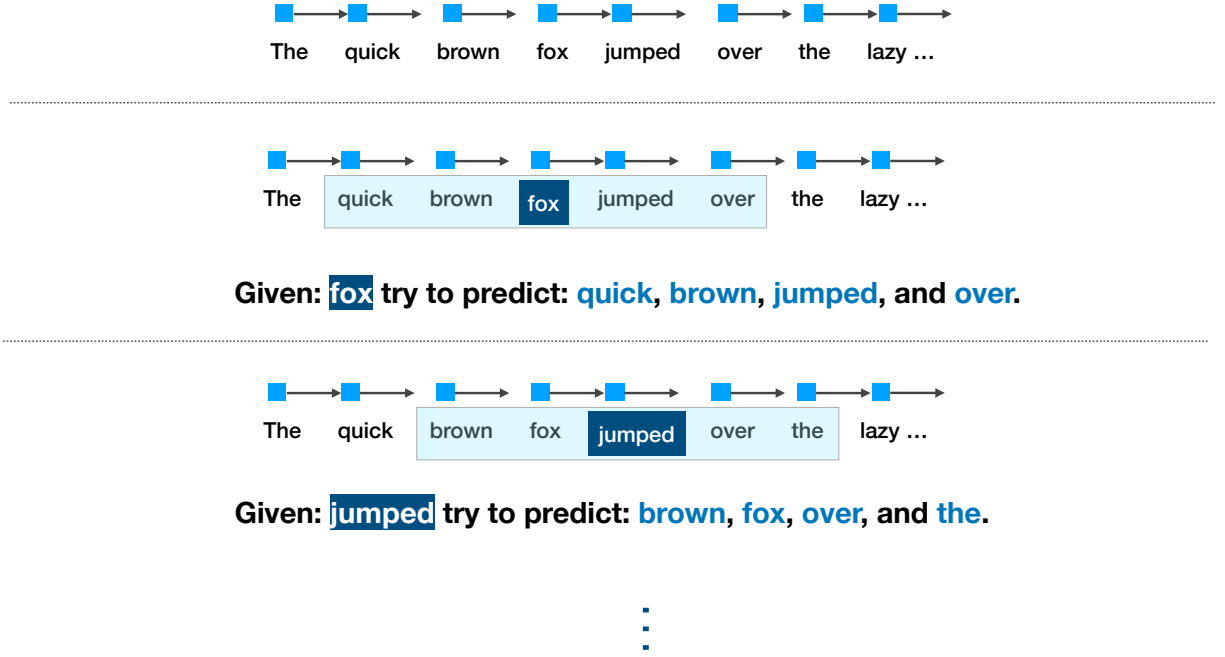 The quick brown fox jumped over the lazy …
The quick brown fox jumped over the lazy …
Given: fox try to predict: quick, brown, jumped, and over.
The quick brown fox jumped over the lazy …
Given: jumped try to predict: brown, fox, over, and the.